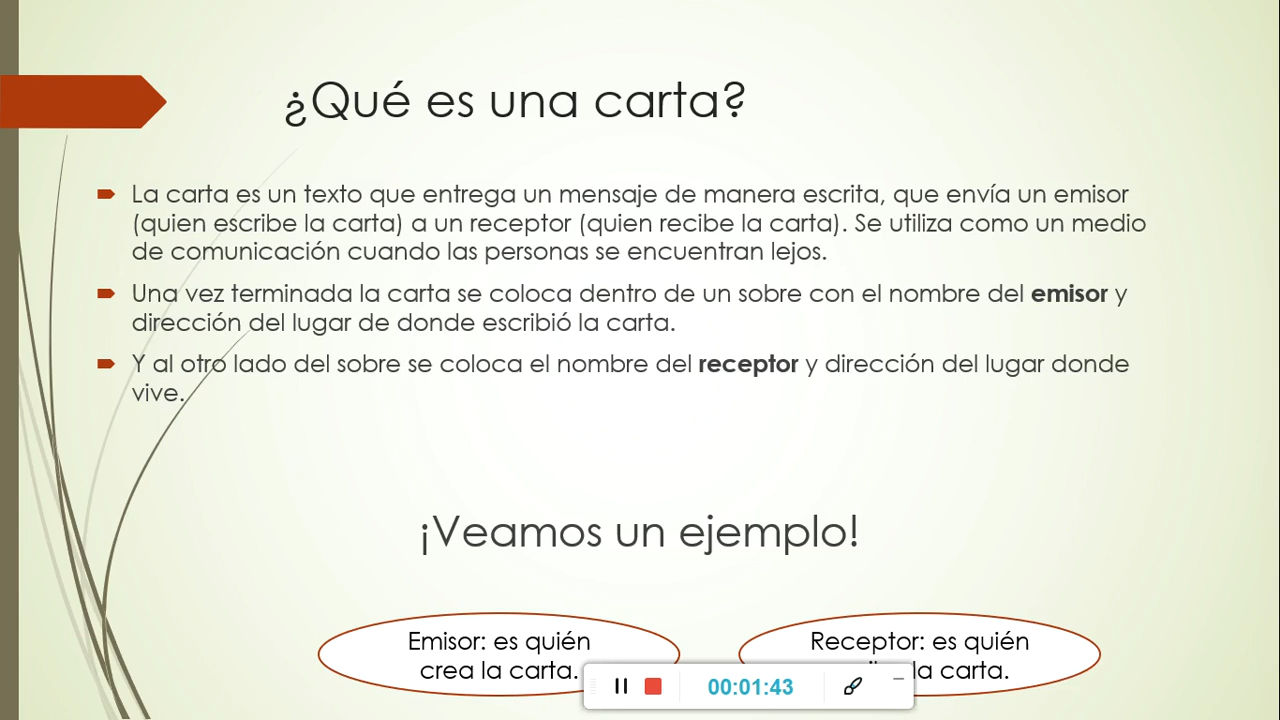 ¿Qué es una carta?
La carta es un texto que entrega un mensaje de manera escrita, que envía un emisor
(quien escribe la carta) a un receptor (quien recibe la carta). Se utiliza como un medio
de comunicación cuando las personas se encuentran lejos.
Una vez terminada la carta se coloca dentro de un sobre con el nombre del emisor y
dirección del lugar de donde escribió la carta.
Y al otro lado del sobre se coloca el nombre del receptor y dirección del lugar donde
vive.
¡Veamos un ejemplo!
Emisor: es quién
crea la carta.
Receptor: es quién
la carta.
00:01:43